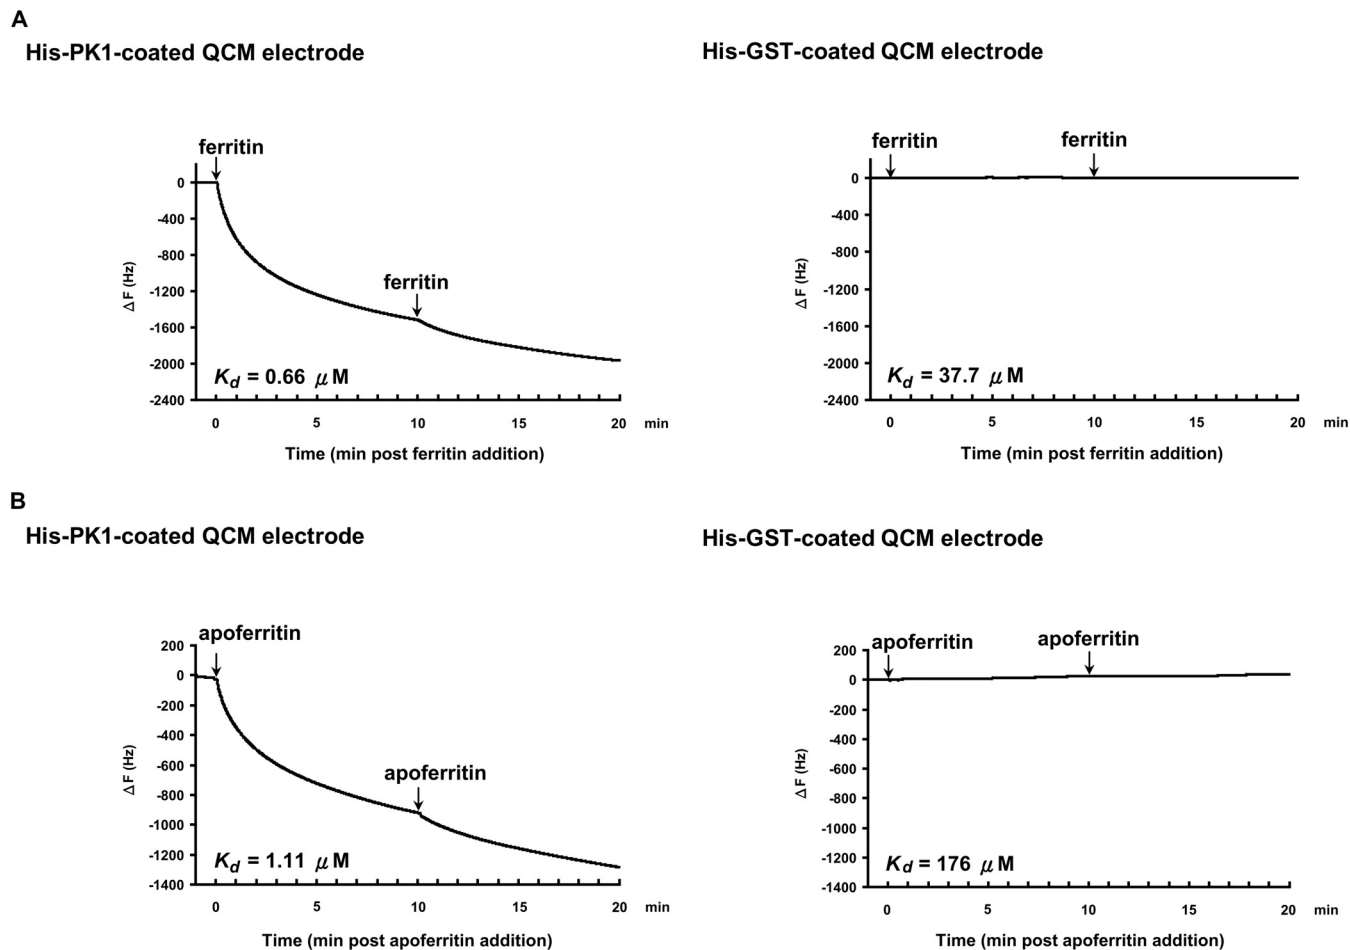 A
His-PK1-coated QCM electrode
ferritin
0
-400
-800
-1200
-1600
-2000
-2400
Δ F (Hz)
ferritin
Kd = 0.66 μM
0 5 10 15 20 min
Time (min post ferritin addition)
His-GST-coated QCM electrode
ferritin ferritin
0
-400
-800
-1200
-1600
-2000
-2400
Δ F (Hz)
Kd = 37.7 μM
0 5 10 15 20 min
Time (min post ferritin addition)
B
His-PK1-coated QCM electrode
apoferritin
200
0
-200
-400
-600
-800
-1000
-1200
-1400
Δ F (Hz)
apoferritin
Kd = 1.11 μM
0 5 10 15 20 min
Time (min post apoferritin addition)
His-GST-coated QCM electrode
apoferritin apoferritin
200
0
-200
-400
-600
-800
-1000
-1200
-1400
Δ F (Hz)
Kd = 176 μM
0 5 10 15 20 min
Time (min post apoferritin addition)